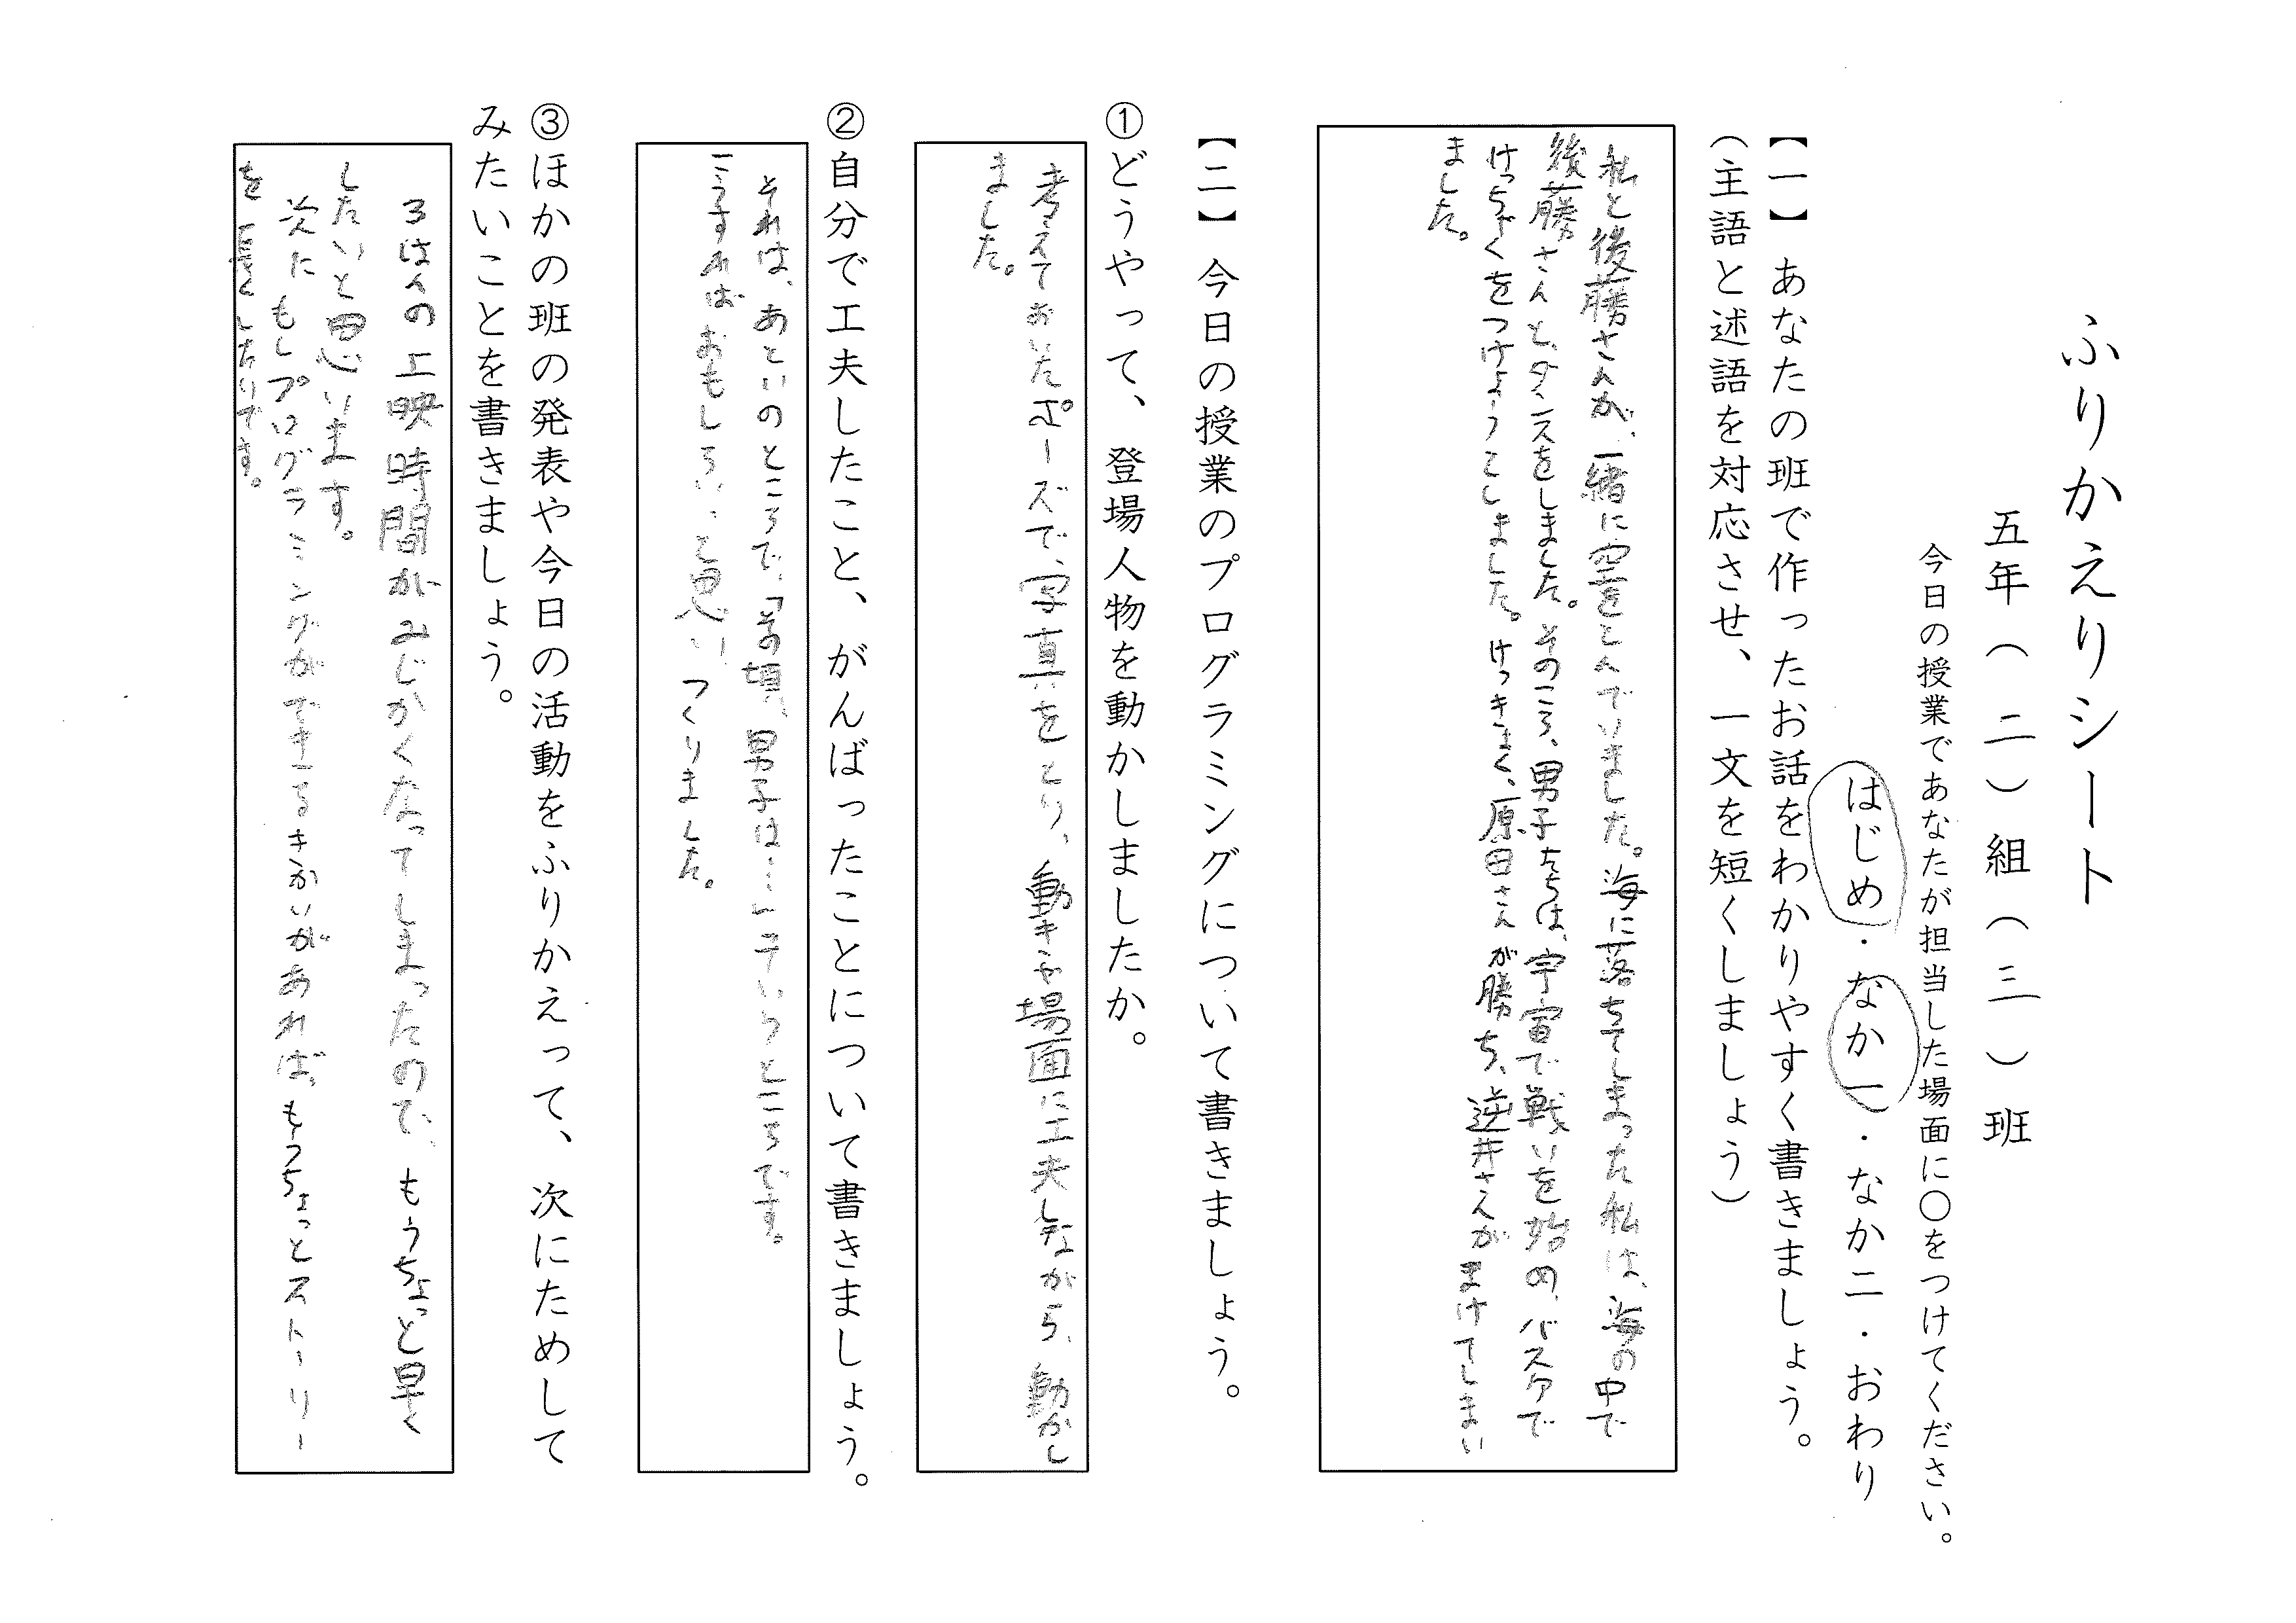 ふりかえりシート
五年(二)組(三)班
今日の授業であなたが担当した場面に〇をつけてください。
はじめ・なか一・なか二・おわり
【一】あなたの班で作ったお話をわかりやすく書きましょう。
(主語と述語を対応させ、一文を短くしましょう)
私と後藤さんが、一緒に空をとんでいました。海に落ちてしまった私は、海の中で
後藤さんと、ダンスをしました。そのころ、男子たちは、宇宙で戦いを始め、バスケで
けっちゃくをつけようとしました。けっきょく、原田さんが勝ち、逆井さんがまけてしまい
ました。
【二】今日の授業のプログラミングについて書きましょう。
①どうやって、登場人物を動かしましたか。
考えておいたポーズで、写真をとり、動きや場面に工夫しながら、動かし
ました。
②自分で工夫したこと、がんばったことについて書きましょう。
それは、あといのところで、「その頃、男子は…」というところです。
こうすればおもしろい、と思い、つくりました。
③ほかの班の発表や今日の活動をふりかえって、次にためして
みたいことを書きましょう。
3はんの上映時間がみじかくなってしまったので、もうちょっと早く
したいと思います。
次にもしプログラミングができるきかいがあれば、もうちょっとストーリー
を長くしたりです。